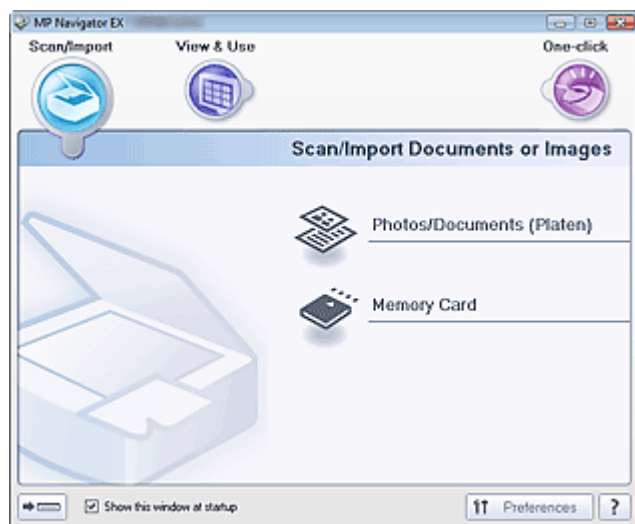 MP Navigator EX
Scan/Import
View & Use
One-click
Scan/Import Documents or Images
Photos/Documents (Platen)
Memory Card
Show this window at startup
Preferences
?